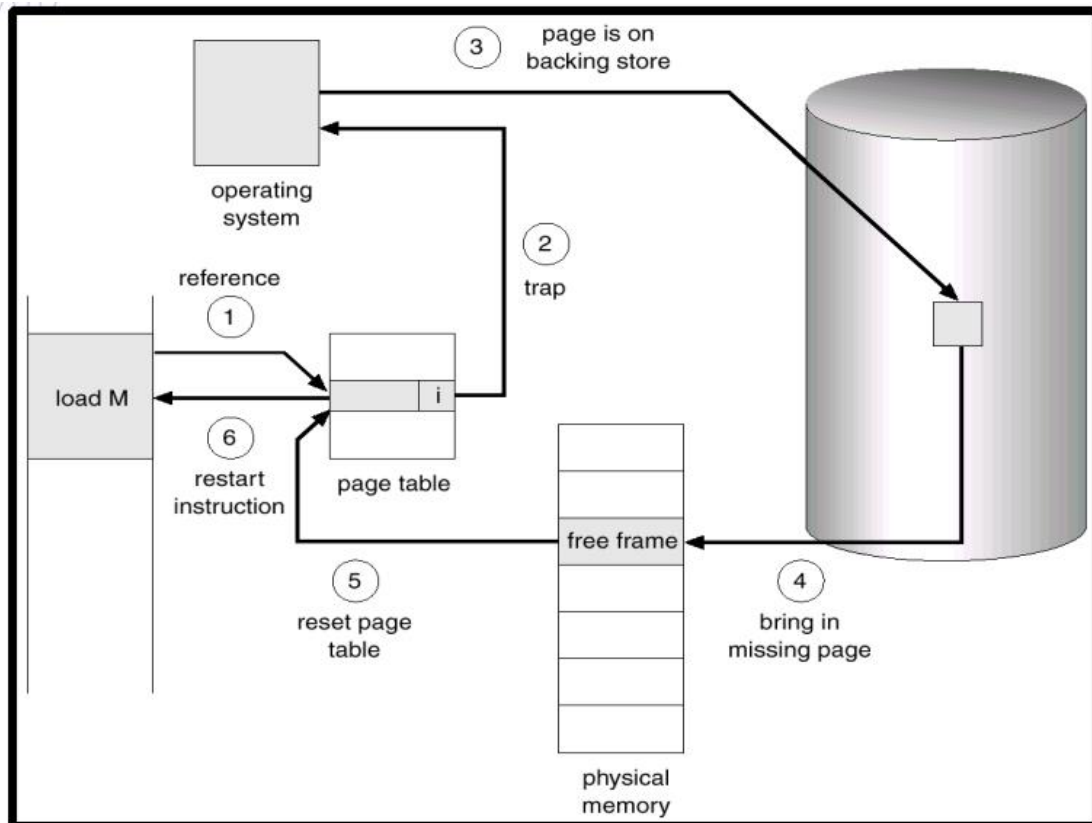 3
page is on
backing store
operating
system
2
trap
reference
1
load M
i
6
restart
instruction
page table
free frame
5
reset page
table
4
bring in
missing page
physical
memory